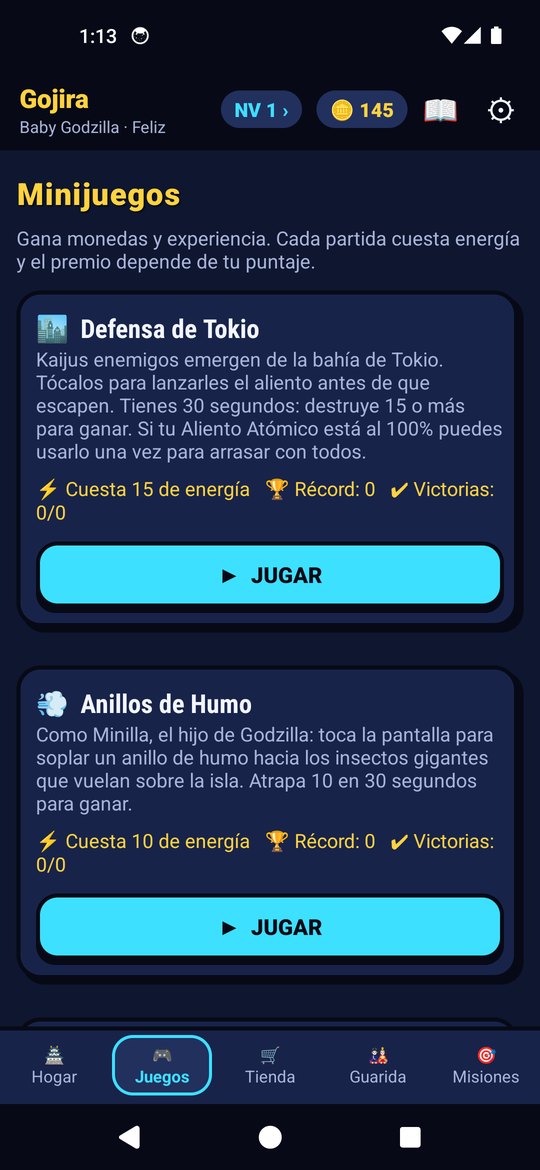 1:13
Gojira
Baby Godzilla · Feliz
NV 1 ›
145
Minijuegos
Gana monedas y experiencia. Cada partida cuesta energía
y el premio depende de tu puntaje.
Defensa de Tokio
Kaijus enemigos emergen de la bahía de Tokio.
Tócalos para lanzarles el aliento antes de que
escapen. Tienes 30 segundos: destruye 15 o más
para ganar. Si tu Aliento Atómico está al 100% puedes
usarlo una vez para arrasar con todos.
⚡ Cuesta 15 de energía 🏆 Récord: 0 ✔ Victorias:
0/0
► JUGAR
Anillos de Humo
Como Minilla, el hijo de Godzilla: toca la pantalla para
soplar un anillo de humo hacia los insectos gigantes
que vuelan sobre la isla. Atrapa 10 en 30 segundos
para ganar.
⚡ Cuesta 10 de energía 🏆 Récord: 0 ✔ Victorias:
0/0
► JUGAR
Hogar
Juegos
Tienda
Guarida
Misiones